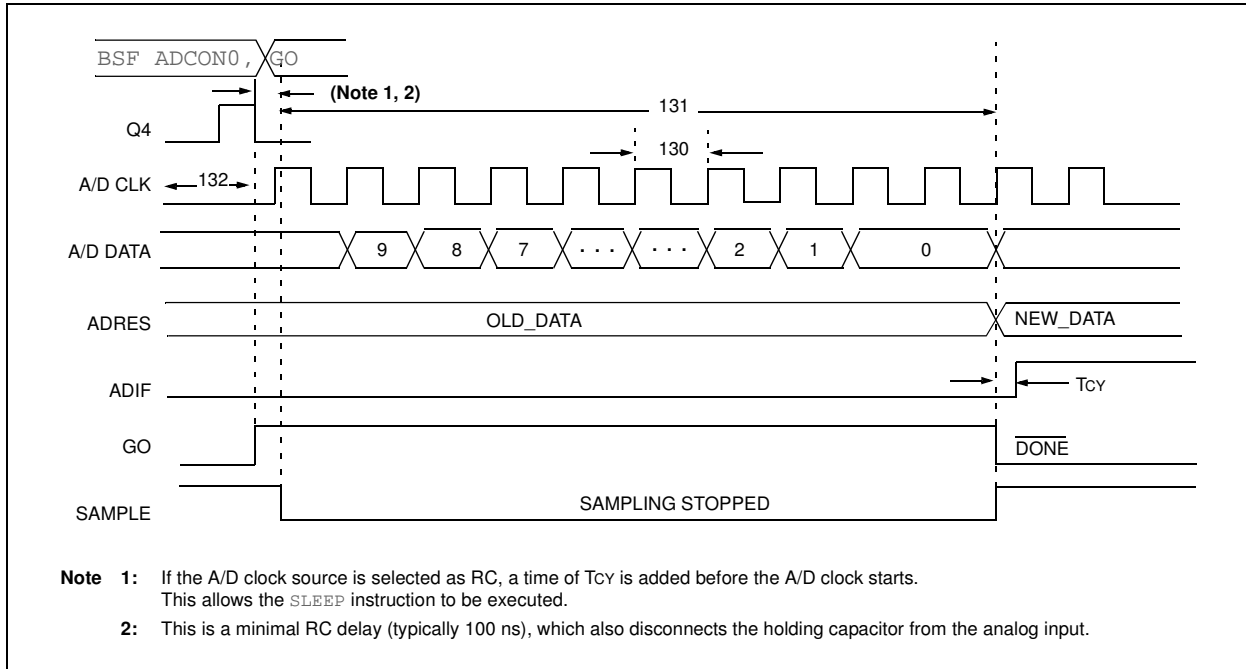 BSF ADCON0, GO
(Note 1, 2)
131
Q4
130
A/D CLK
132
A/D DATA
9 8 7 . . . . . . 2 1 0
ADRES
OLD_DATA
NEW_DATA
ADIF
TCY
GO
DONE
SAMPLE
SAMPLING STOPPED
Note 1: If the A/D clock source is selected as RC, a time of TCY is added before the A/D clock starts.
This allows the SLEEP instruction to be executed.
2: This is a minimal RC delay (typically 100 ns), which also disconnects the holding capacitor from the analog input.